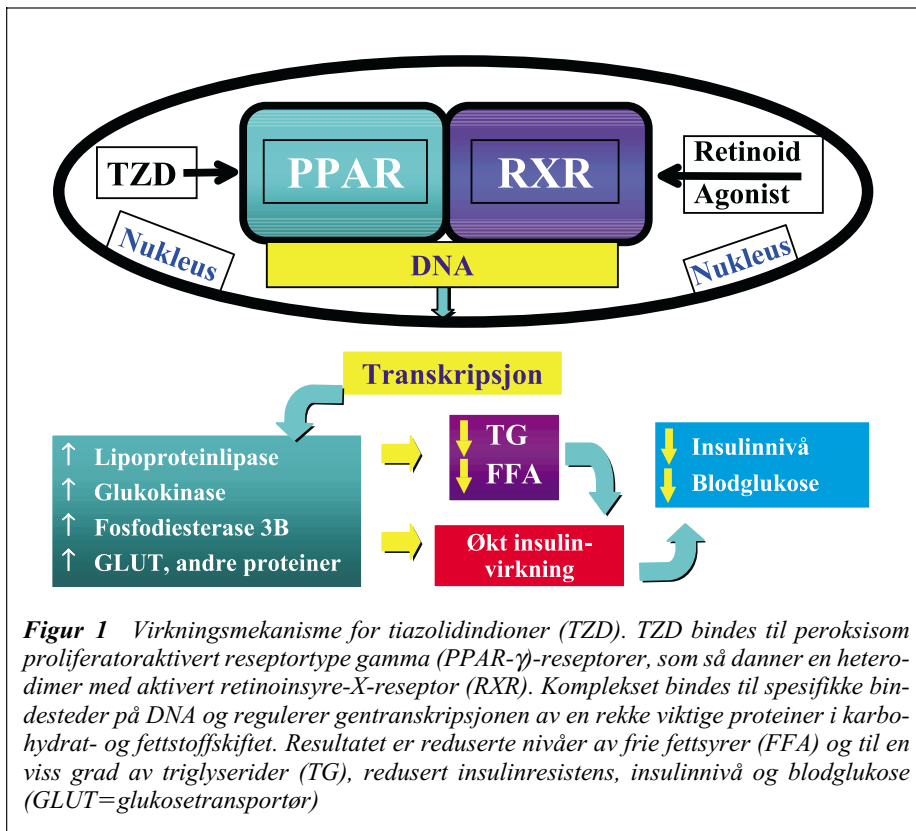 TZD
PPAR
RXR
Retinoid
Agonist
Nukleus
DNA
Nukleus
Transkripsjon
↑ Lipoproteinlipase
↑ Glukokinase
↑ Fosfodiesterase 3B
↑ GLUT, andre proteiner
TG
FFA
Økt insulin-
virkning
Insulinnivå
Blodglukose
Figur 1 Virkningsmekanisme for tiazolidindioner (TZD). TZD bindes til peroksisom
proliferatoraktivert reseptortype gamma (PPAR-γ)-reseptorer, som så danner en hetero-
dimer med aktivert retinoinsyre-X-reseptor (RXR). Komplekset bindes til spesifikke bin-
desteder på DNA og regulerer gentranskripsjonen av en rekke viktige proteiner i karbo-
hydrat- og fettstoffskiftet. Resultatet er reduserte nivåer av frie fettsyrer (FFA) og til en
viss grad av triglyserider (TG), redusert insulinresistens, insulinnivå og blodglukose
(GLUT=glukosetransportør)